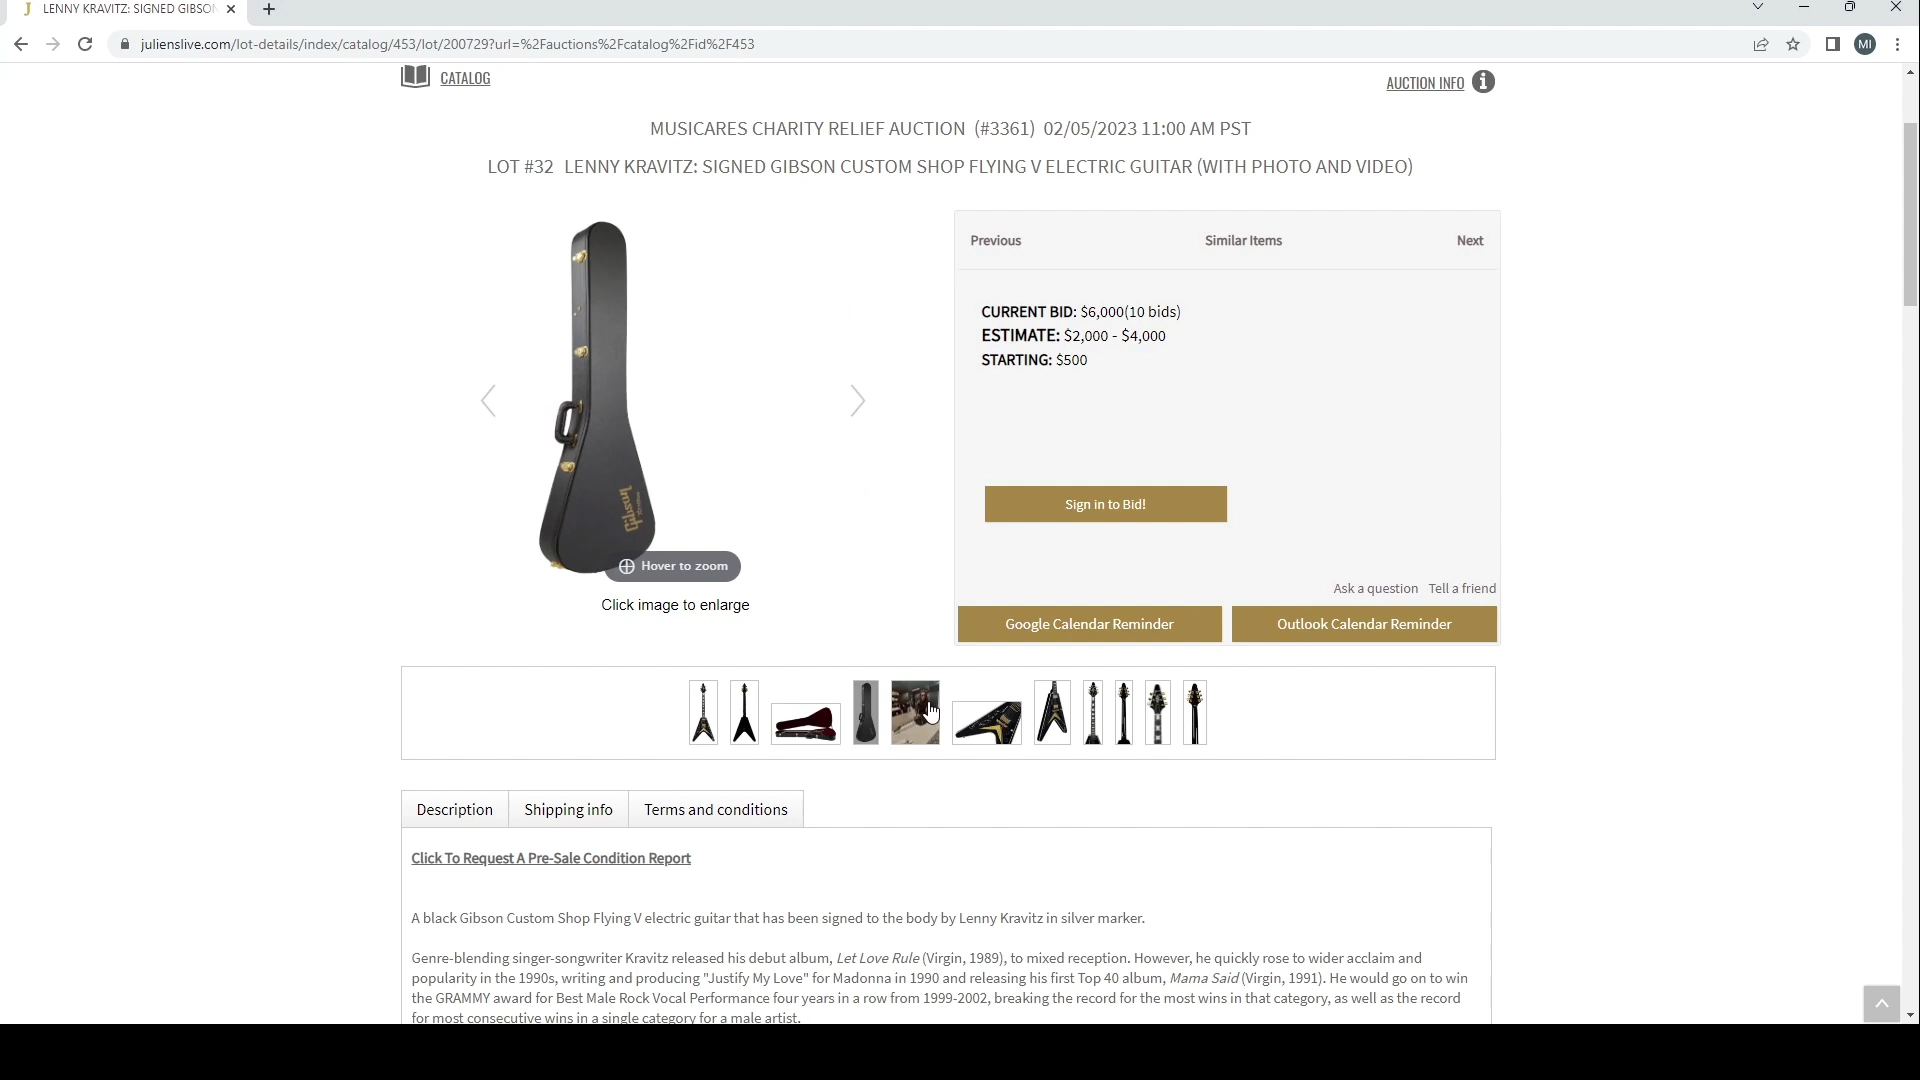 LENNY KRAVITZ: SIGNED GIBSON
julienslive.com/lot-details/index/catalog/453/lot/200729?url=%2Fauctions%2Fcatalog%2Fid%2F453
MI
CATALOG
AUCTION INFO
MUSICARES CHARITY RELIEF AUCTION (#3361) 02/05/2023 11:00 AM PST
LOT #32 LENNY KRAVITZ: SIGNED GIBSON CUSTOM SHOP FLYING V ELECTRIC GUITAR (WITH PHOTO AND VIDEO)
Previous
Similar Items
Next
CURRENT BID: $6,000(10 bids)
ESTIMATE: $2,000 - $4,000
STARTING: $500
Sign in to Bid!
Gibson
Hover to zoom
Click image to enlarge
Ask a question Tell a friend
Google Calendar Reminder
Outlook Calendar Reminder
Description
Shipping info
Terms and conditions
Click To Request A Pre-Sale Condition Report
A black Gibson Custom Shop Flying V electric guitar that has been signed to the body by Lenny Kravitz in silver marker.
Genre-blending singer-songwriter Kravitz released his debut album, Let Love Rule (Virgin, 1989), to mixed reception. However, he quickly rose to wider acclaim and
popularity in the 1990s, writing and producing "Justify My Love" for Madonna in 1990 and releasing his first Top 40 album, Mama Said (Virgin, 1991). He would go on to win
the GRAMMY award for Best Male Rock Vocal Performance four years in a row from 1999-2002, breaking the record for the most wins in that category, as well as the record
for most consecutive wins in a single category for a male artist.